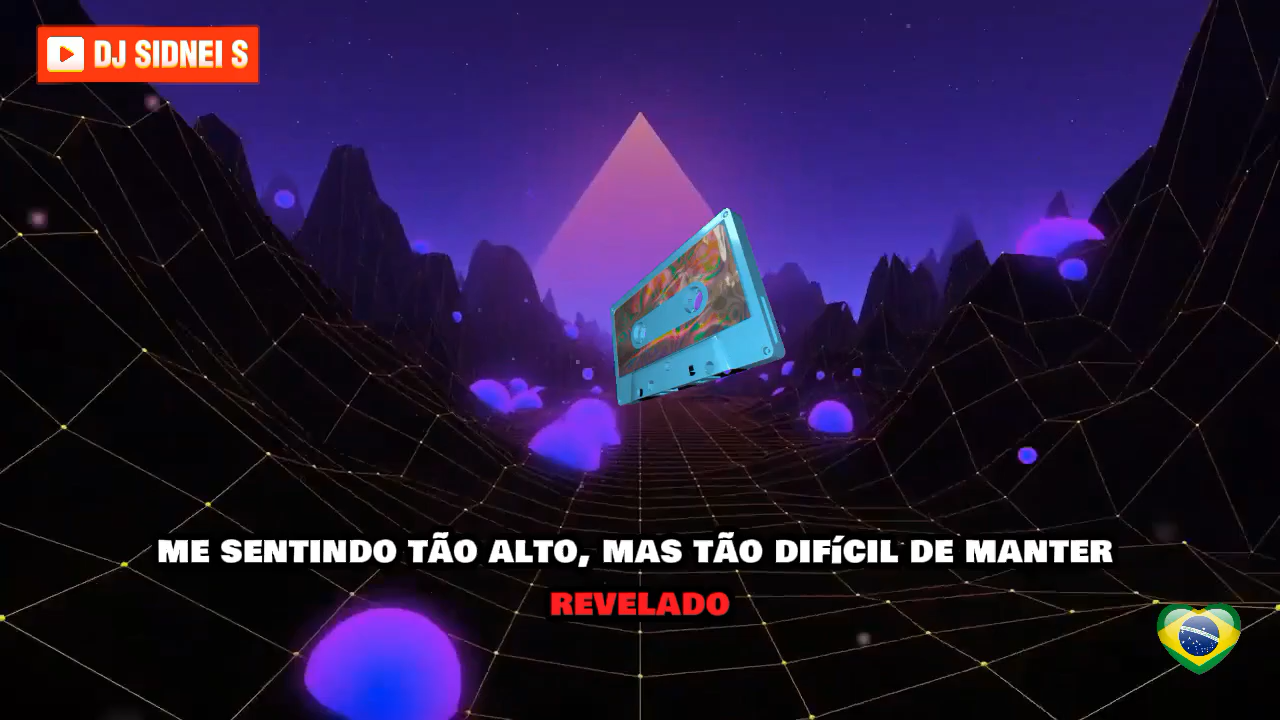 DJ SIDNEI S
ME SENTINDO TÃO ALTO, MAS TÃO DIFíCIL DE MANTER
REVELADO